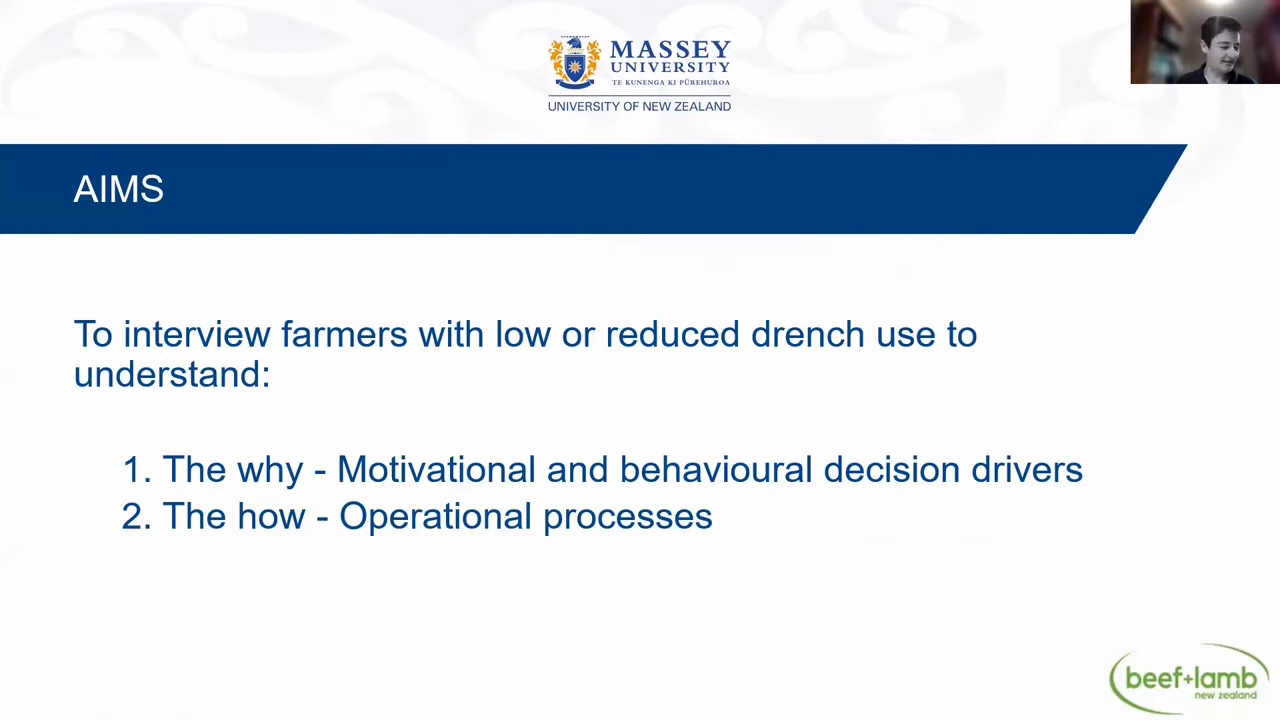 MASSEY
UNIVERSITY
TE KUNENGA KI PŪREHUROA
UNIVERSITY OF NEW ZEALAND
AIMS
To interview farmers with low or reduced drench use to
understand:
1. The why - Motivational and behavioural decision drivers
2. The how - Operational processes
beef+lamb
new zealand